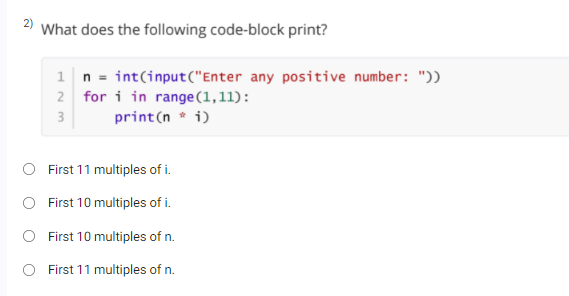 2) What does the following code-block print?
1 n = int(input("Enter any positive number: "))
2 for i in range(1,11):
3 print(n * i)
First 11 multiples of i.
First 10 multiples of i.
First 10 multiples of n.
First 11 multiples of n.